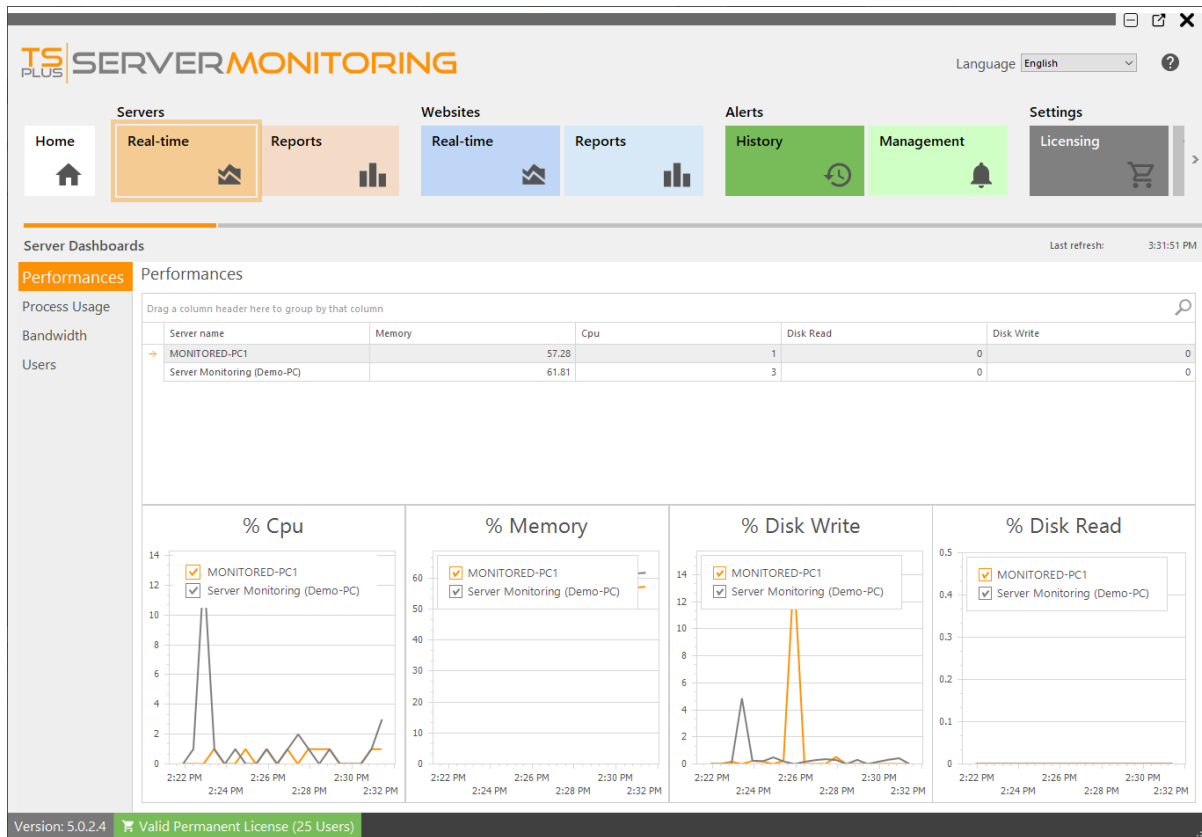 TS PLUS SERVERMONITORING
Language English
Servers Websites Alerts Settings
Home Real-time Reports Real-time Reports History Management Licensing
Server Dashboards Last refresh: 3:31:51 PM
Performances
Process Usage
Bandwidth
Users
Performances
Drag a column header here to group by that column
Server name Memory Cpu Disk Read Disk Write
MONITORED-PC1 57.28 1 0 0
Server Monitoring (Demo-PC) 61.81 3 0 0
% Cpu
MONITORED-PC1
Server Monitoring (Demo-PC)
14
12
10
8
6
4
2
0
2:22 PM 2:26 PM 2:30 PM
2:24 PM 2:28 PM 2:32 PM
% Memory
MONITORED-PC1
Server Monitoring (Demo-PC)
60
50
40
30
20
10
0
2:22 PM 2:26 PM 2:30 PM
2:24 PM 2:28 PM 2:32 PM
% Disk Write
MONITORED-PC1
Server Monitoring (Demo-PC)
14
12
10
8
6
4
2
0
2:22 PM 2:26 PM 2:30 PM
2:24 PM 2:28 PM 2:32 PM
% Disk Read
MONITORED-PC1
Server Monitoring (Demo-PC)
0.5
0.4
0.3
0.2
0.1
0
2:22 PM 2:26 PM 2:30 PM
2:24 PM 2:28 PM 2:32 PM
Version: 5.0.2.4 Valid Permanent License (25 Users)